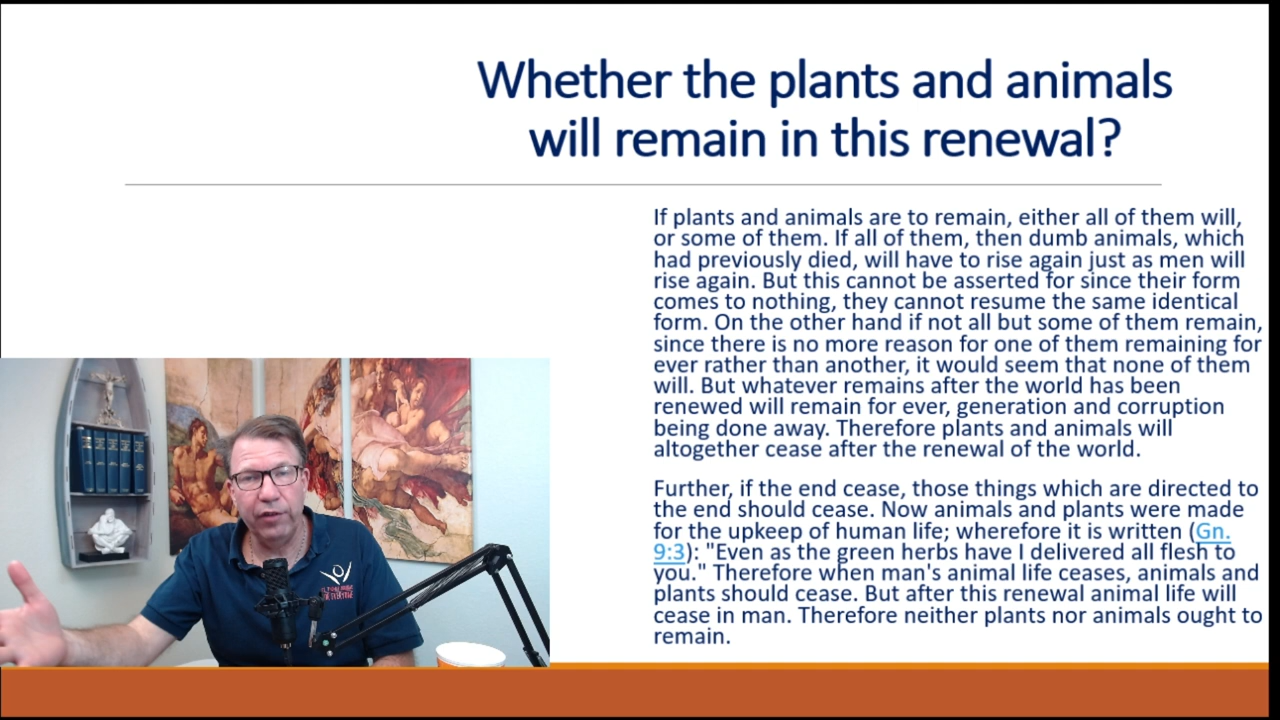 Whether the plants and animals
will remain in this renewal?
If plants and animals are to remain, either all of them will,
or some of them. If all of them, then dumb animals, which
had previously died, will have to rise again just as men will
rise again. But this cannot be asserted for since their form
comes to nothing, they cannot resume the same identical
form. On the other hand if not all but some of them remain,
since there is no more reason for one of them remaining for
ever rather than another, it would seem that none of them
will. But whatever remains after the world has been
renewed will remain for ever, generation and corruption
being done away. Therefore plants and animals will
altogether cease after the renewal of the world.
Further, if the end cease, those things which are directed to
the end should cease. Now animals and plants were made
for the upkeep of human life; wherefore it is written (Gn.
9:3): "Even as the green herbs have I delivered all flesh to
you." Therefore when man's animal life ceases, animals and
plants should cease. But after this renewal animal life will
cease in man. Therefore neither plants nor animals ought to
remain.